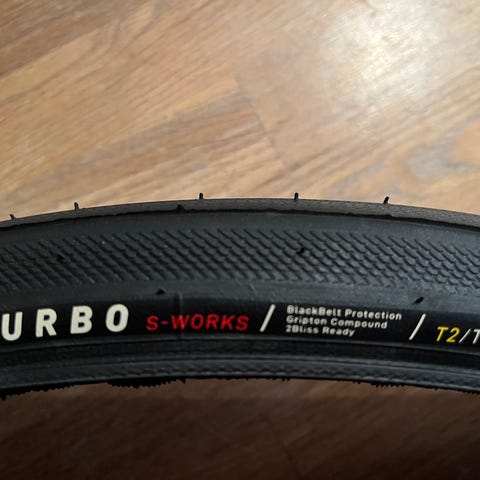 URBO S-WORKS / BlackBelt Protection
Gripton Compound
2Bliss Ready / T2/T